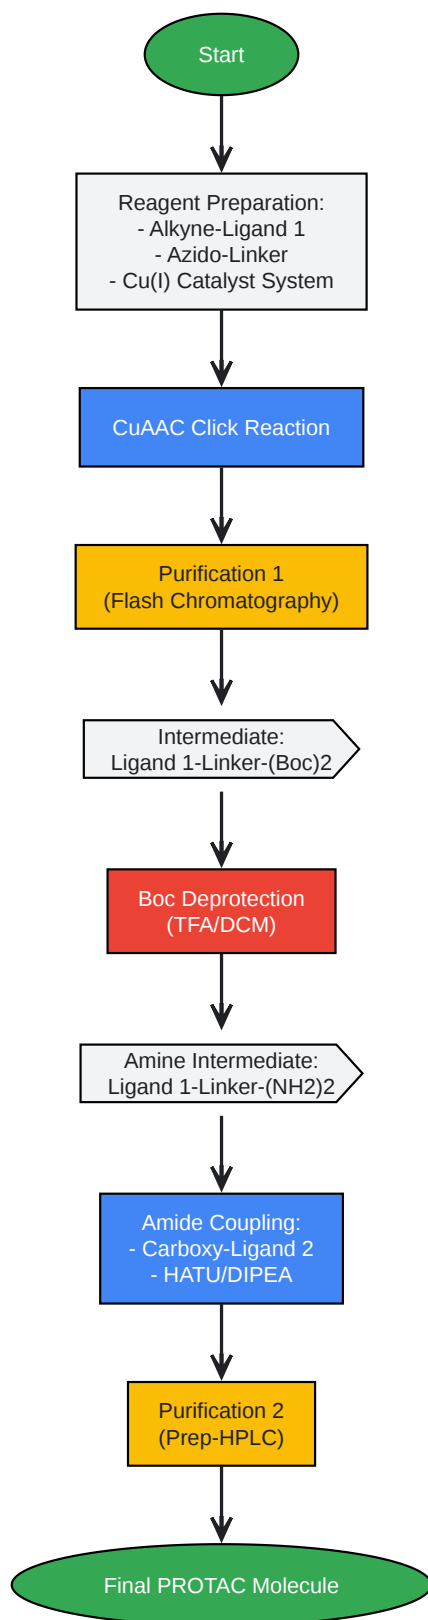 Start
Reagent Preparation:
- Alkyne-Ligand 1
- Azido-Linker
- Cu(I) Catalyst System
CuAAC Click Reaction
Purification 1
(Flash Chromatography)
Intermediate:
Ligand 1-Linker-(Boc)2
Boc Deprotection
(TFA/DCM)
Amine Intermediate:
Ligand 1-Linker-(NH2)2
Amide Coupling:
- Carboxy-Ligand 2
- HATU/DIPEA
Purification 2
(Prep-HPLC)
Final PROTAC Molecule